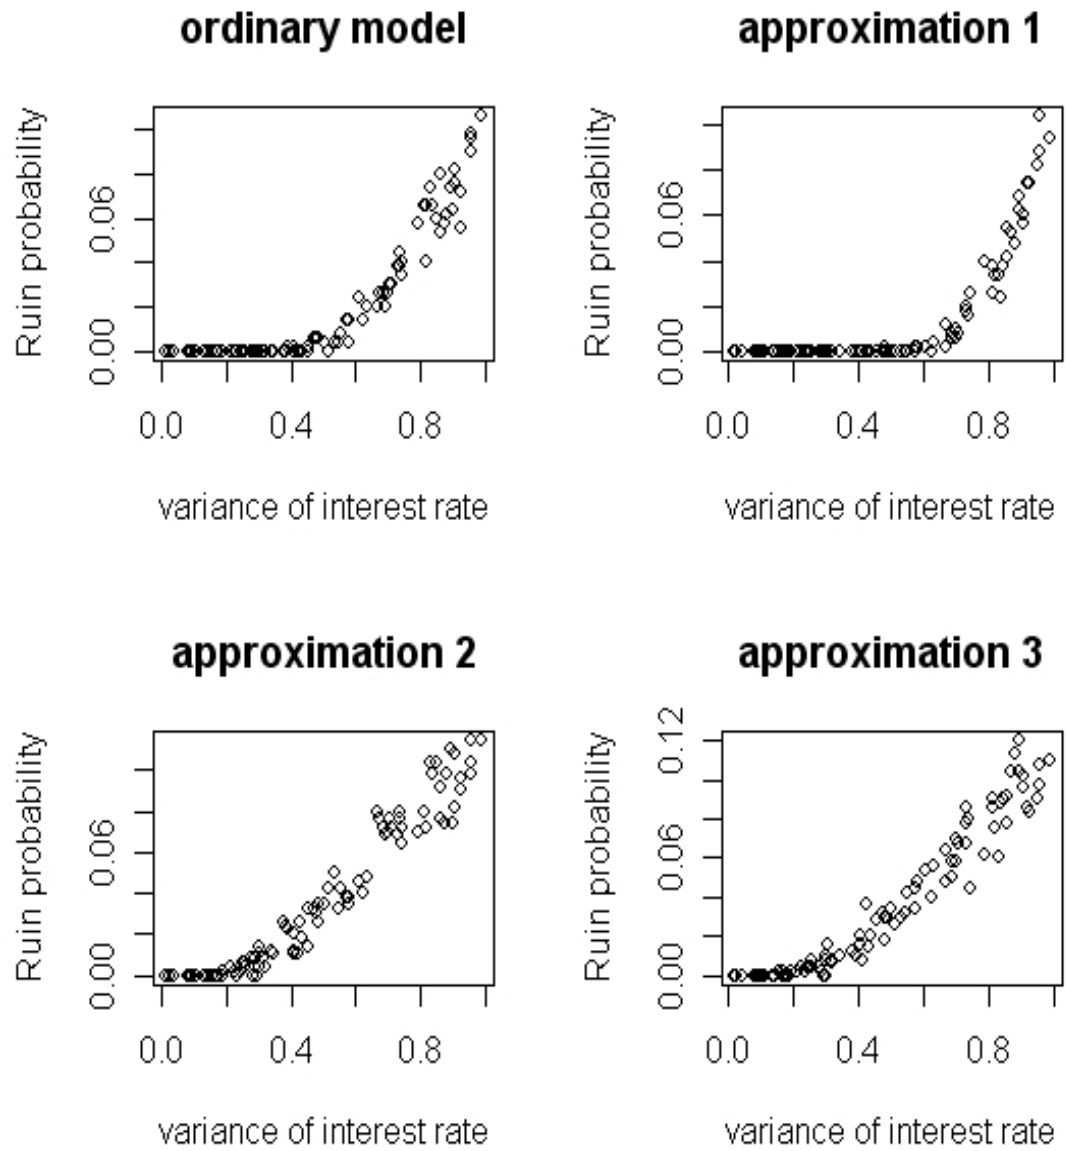 ordinary model
approximation 1
Ruin probability
0.00 0.06
0.0 0.4 0.8
variance of interest rate
Ruin probability
0.00 0.06
0.0 0.4 0.8
variance of interest rate
approximation 2
approximation 3
Ruin probability
0.00 0.06
0.0 0.4 0.8
variance of interest rate
Ruin probability
0.00 0.06 0.12
0.0 0.4 0.8
variance of interest rate